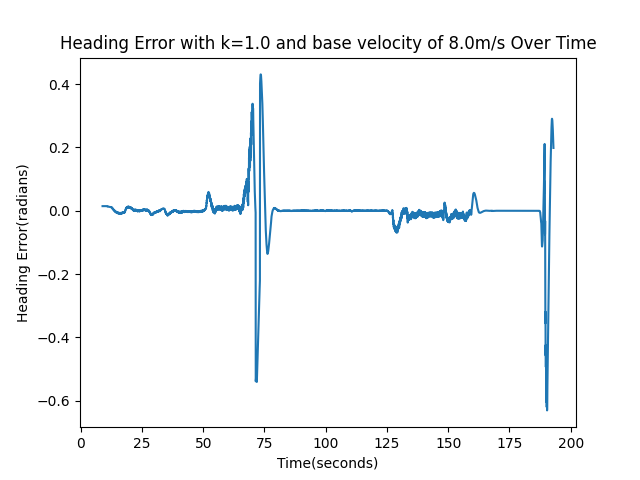 Heading Error with k=1.0 and base velocity of 8.0m/s Over Time
0.4
0.2
0.0
−0.2
−0.4
−0.6
Heading Error(radians)
0 25 50 75 100 125 150 175 200
Time(seconds)